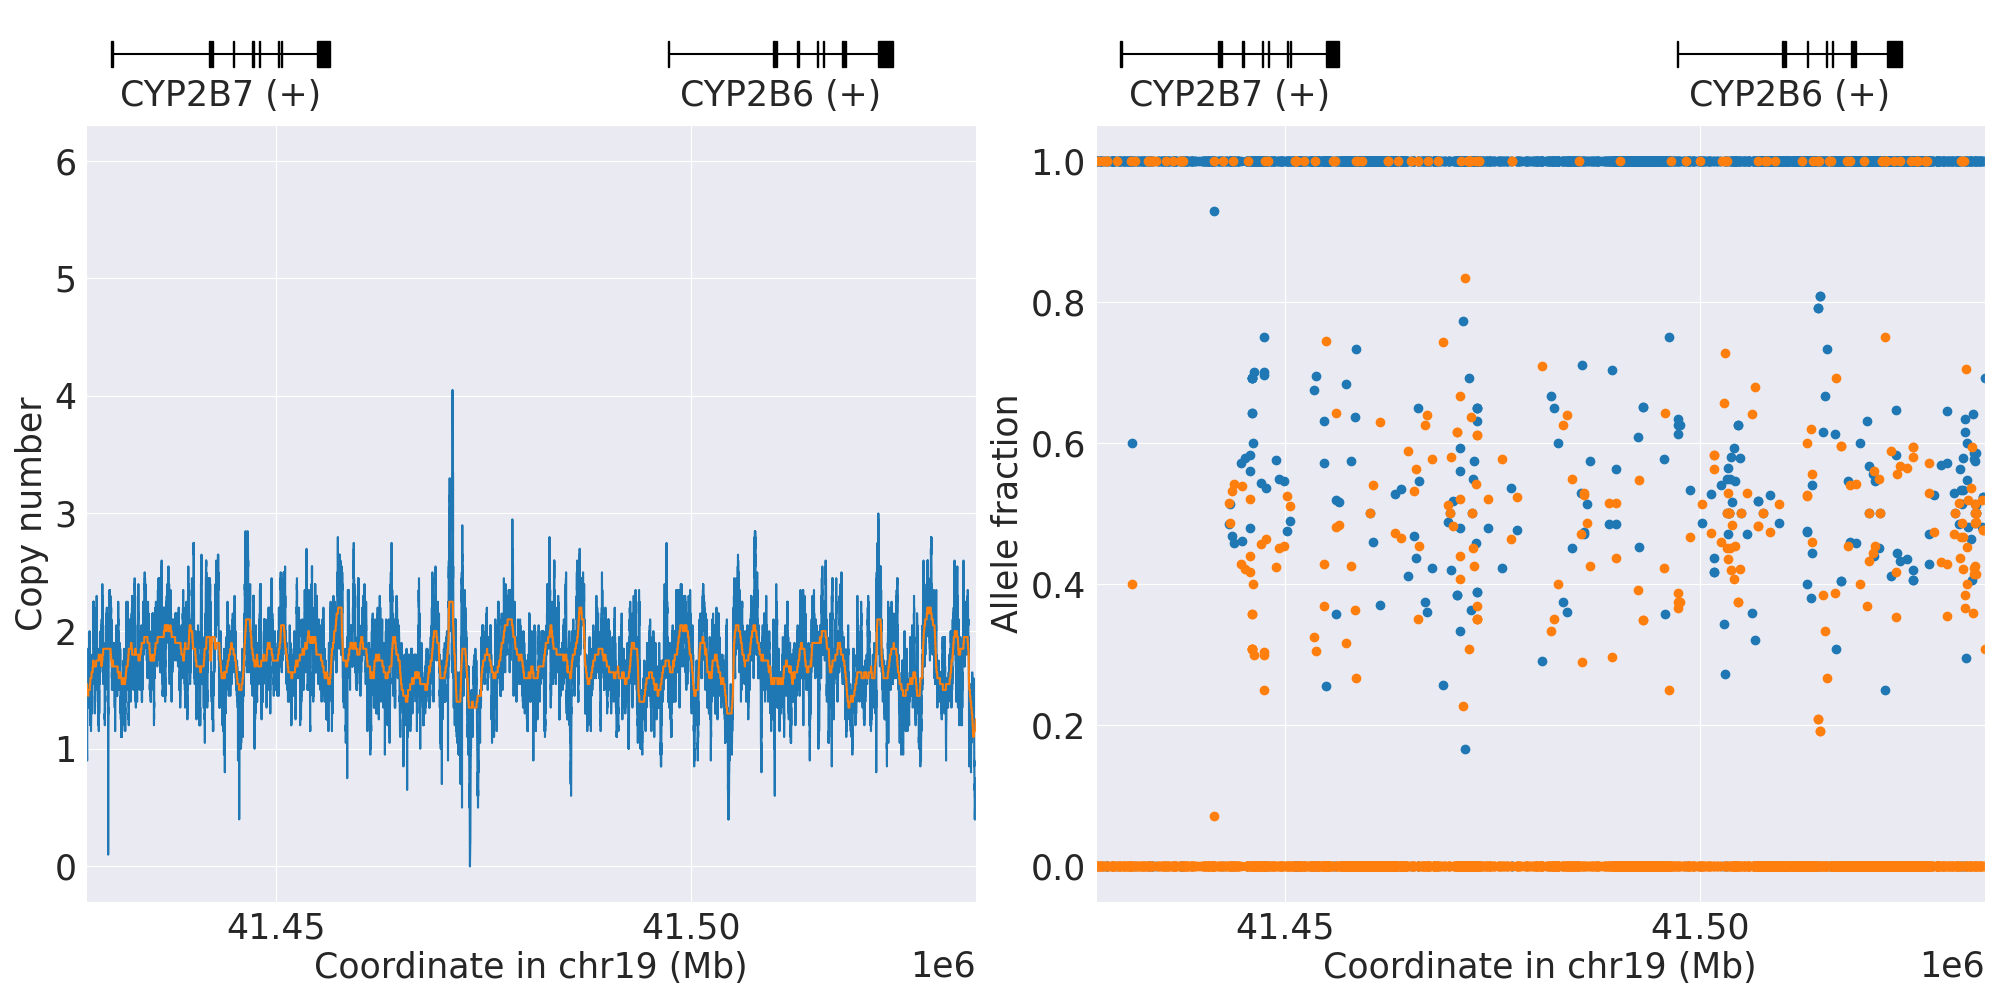 CYP2B7 (+)
CYP2B6 (+)
Copy number
6
5
4
3
2
1
0
41.45
41.50
Coordinate in chr19 (Mb)
1e6
CYP2B7 (+)
CYP2B6 (+)
Allele fraction
1.0
0.8
0.6
0.4
0.2
0.0
41.45
41.50
Coordinate in chr19 (Mb)
1e6